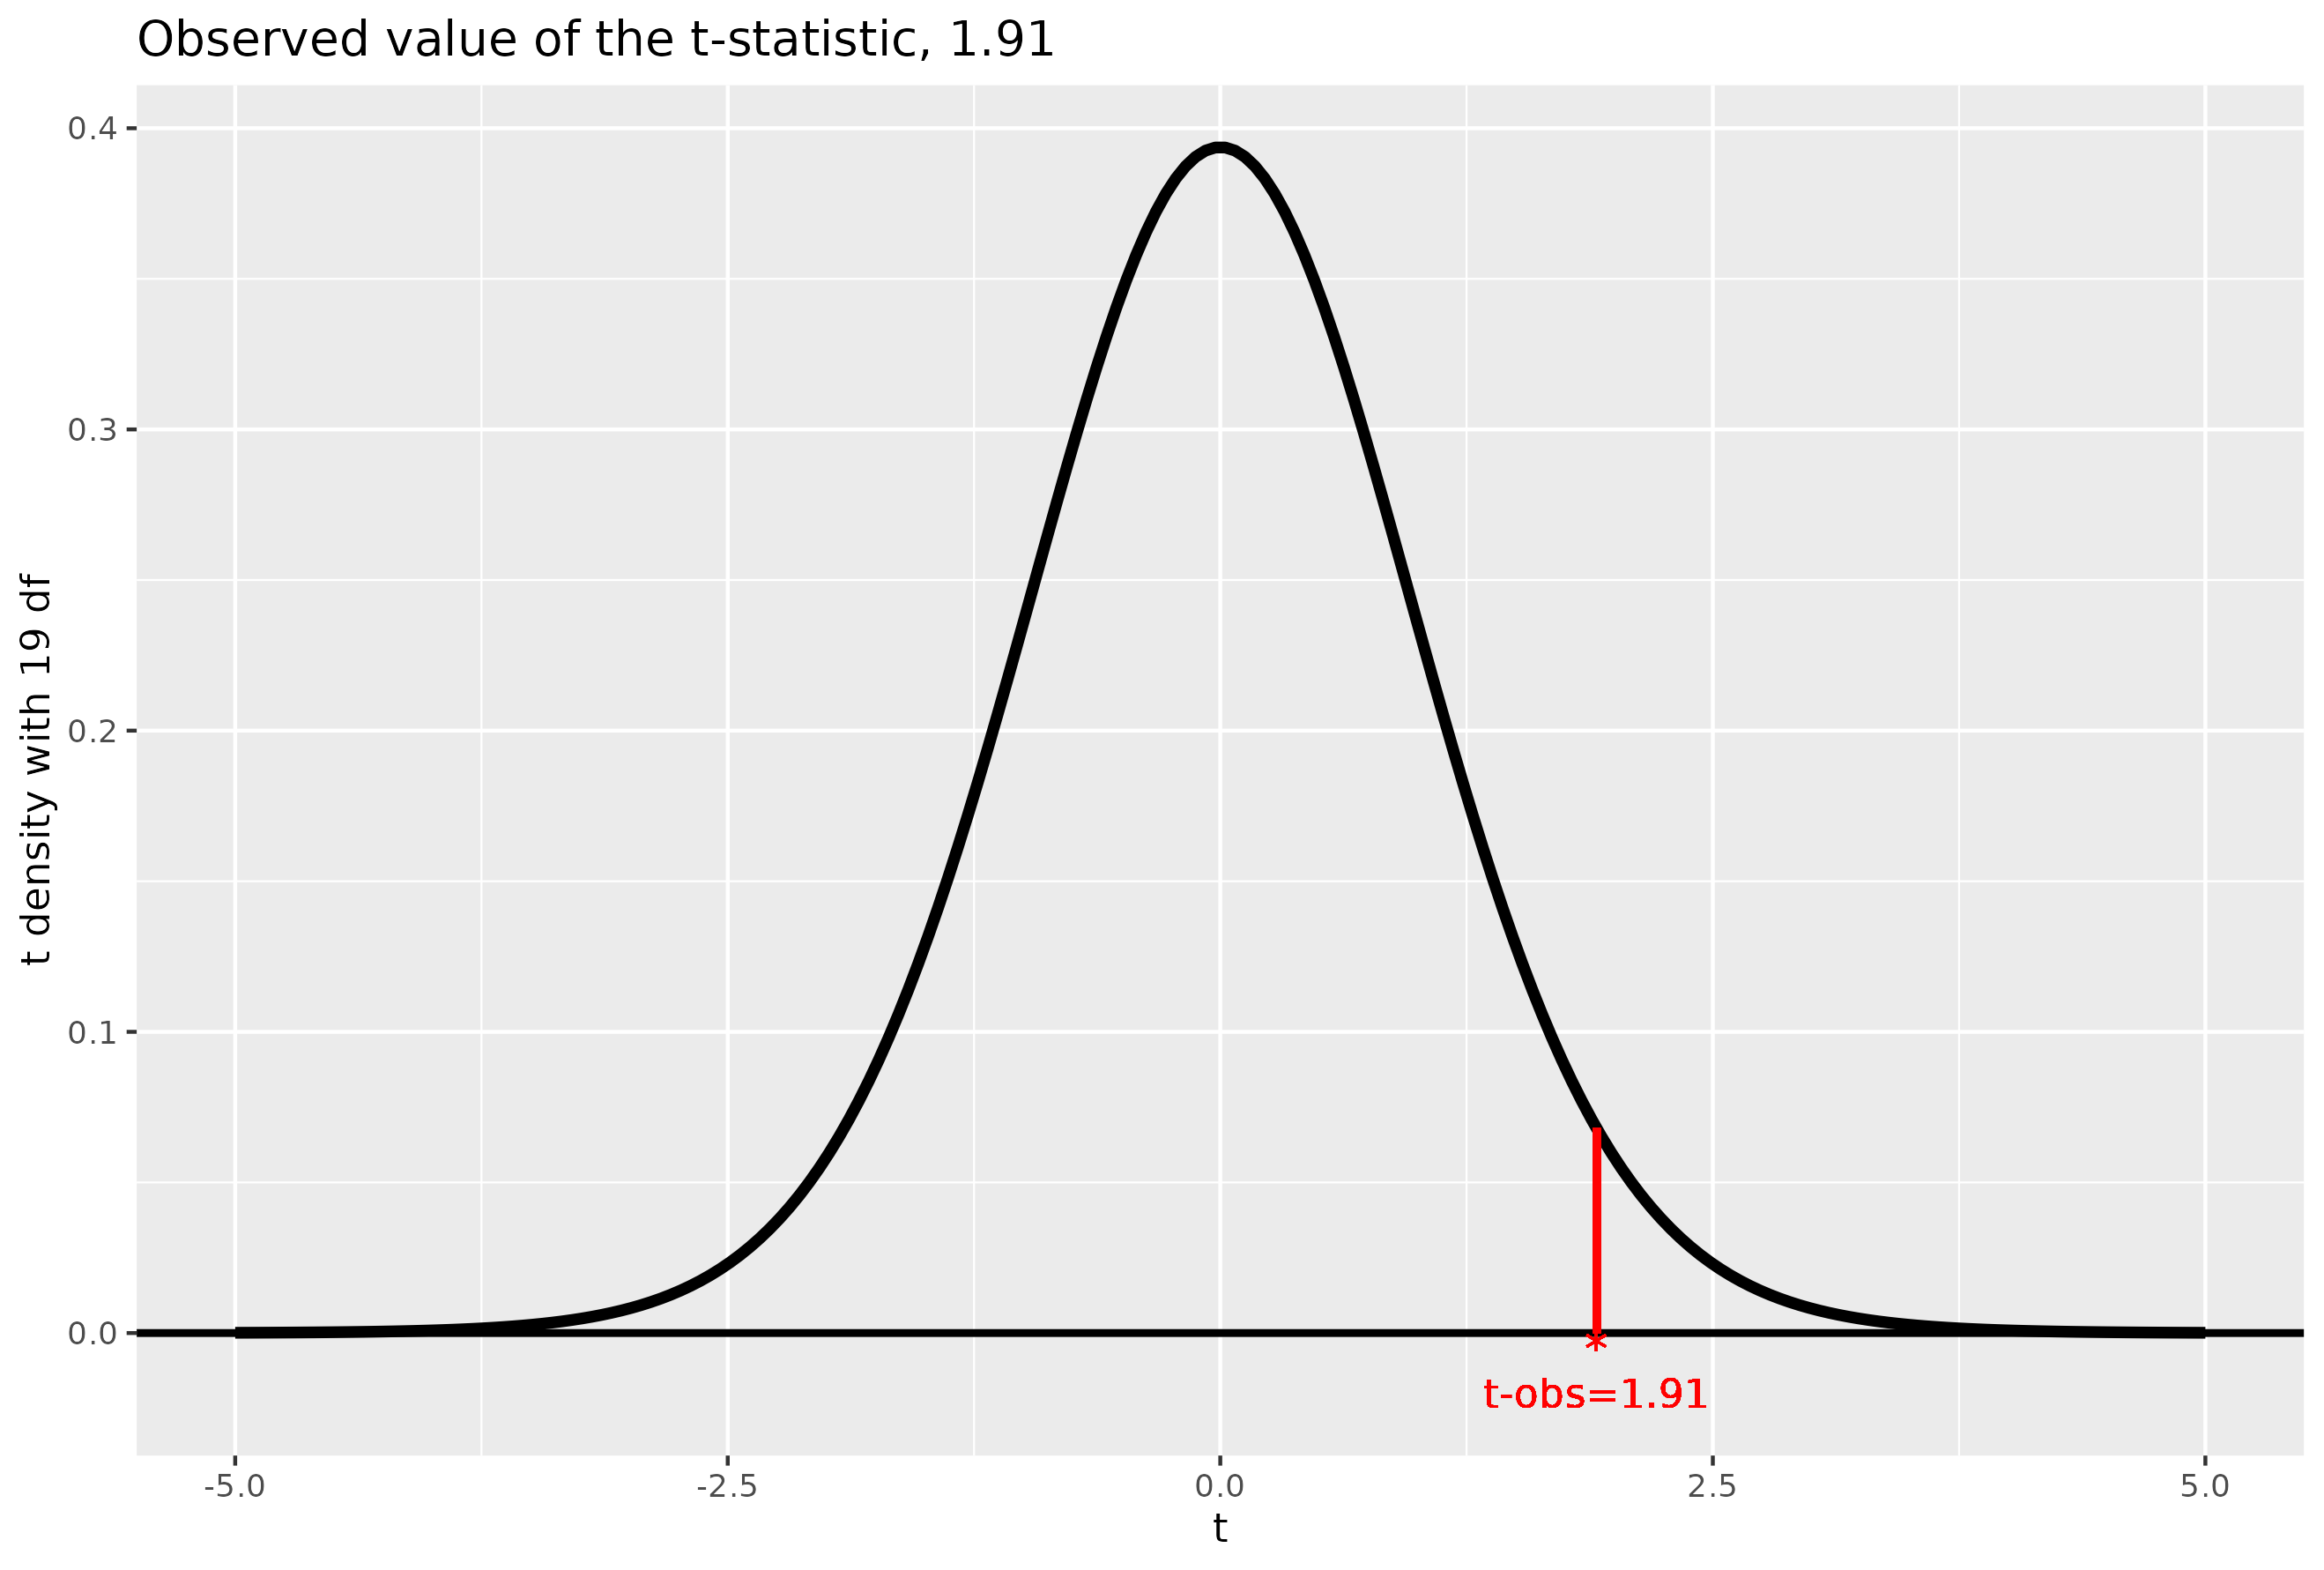 Observed value of the t-statistic, 1.91
t density with 19 df
0.4
0.3
0.2
0.1
0.0
*
t-obs=1.91
-5.0 -2.5 0.0 2.5 5.0
t